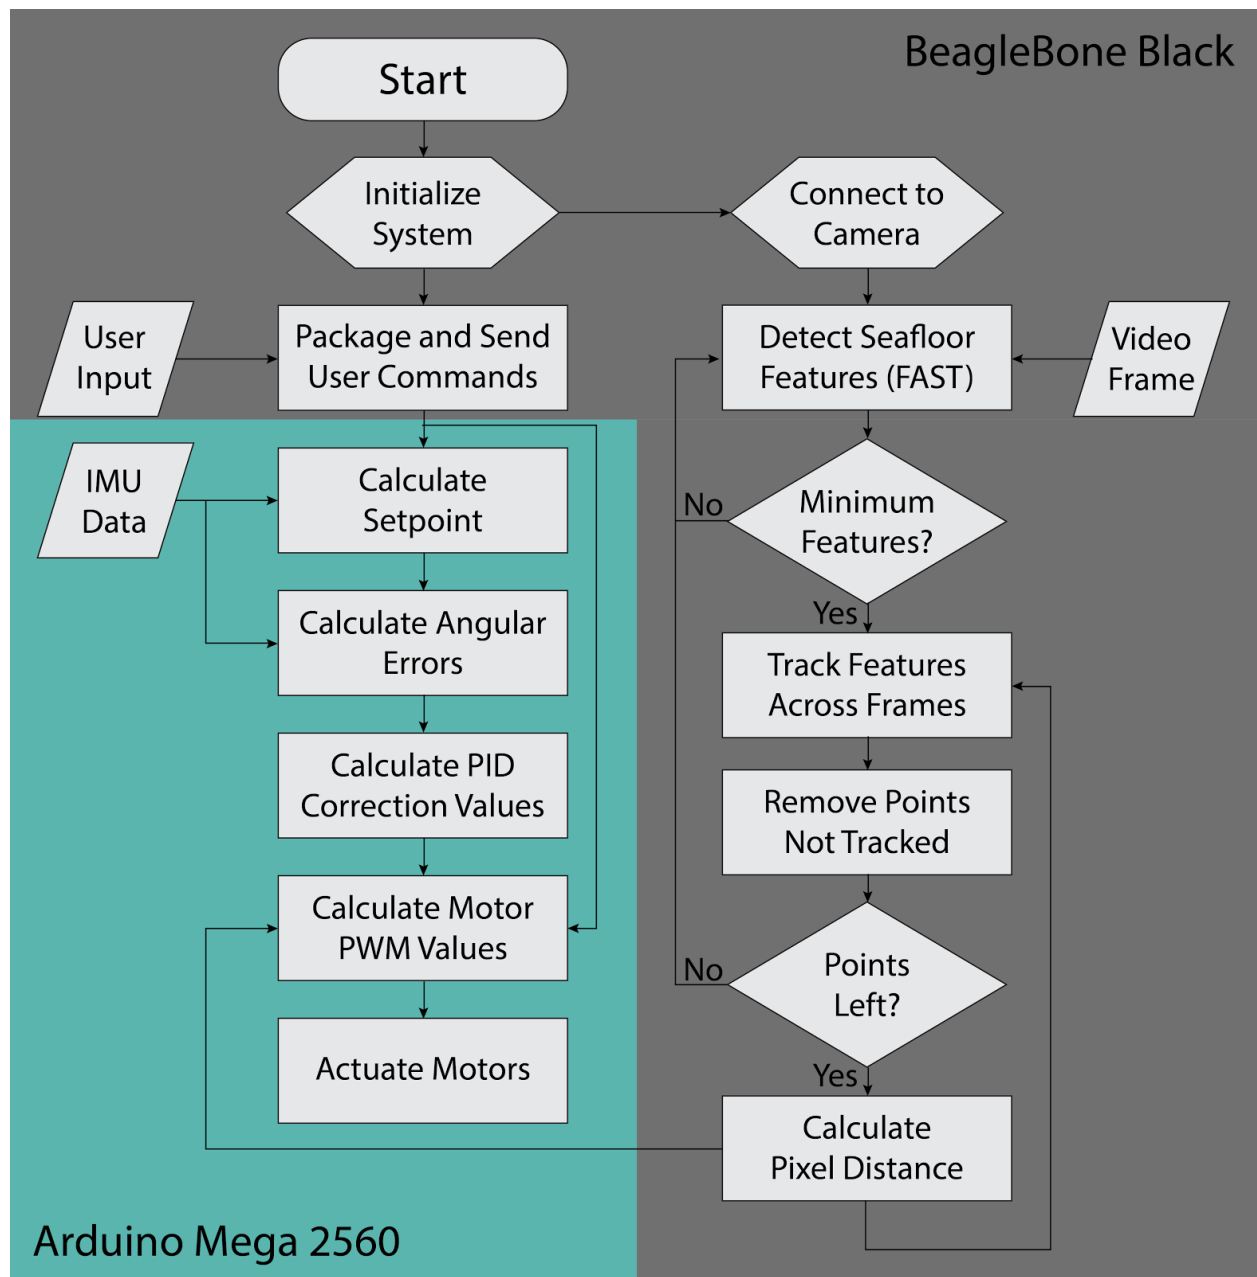 BeagleBone Black
Start
Initialize
System
Connect to
Camera
User
Input
Package and Send
User Commands
Detect Seafloor
Features (FAST)
Video
Frame
IMU
Data
Calculate
Setpoint
No
Minimum
Features?
Yes
Calculate Angular
Errors
Track Features
Across Frames
Calculate PID
Correction Values
Remove Points
Not Tracked
Calculate Motor
PWM Values
No
Points
Left?
Yes
Actuate Motors
Calculate
Pixel Distance
Arduino Mega 2560